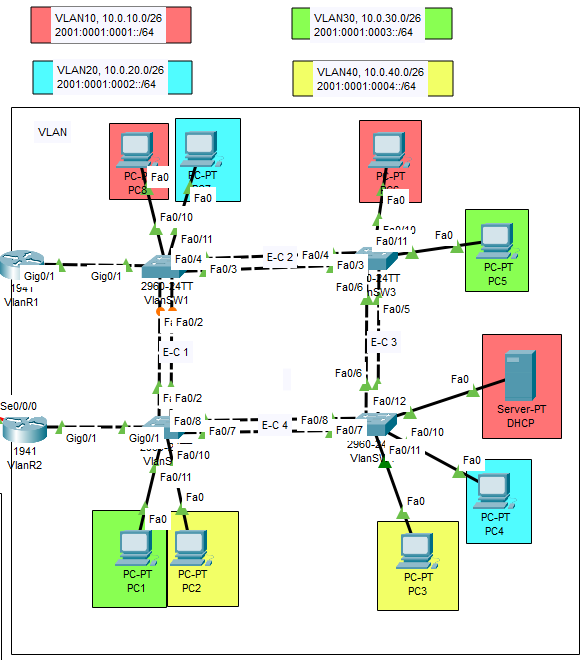 VLAN10, 10.0.10.0/26
2001:0001:0001::/64
VLAN30, 10.0.30.0/26
2001:0001:0003::/64
VLAN20, 10.0.20.0/26
2001:0001:0002::/64
VLAN40, 10.0.40.0/26
2001:0001:0004::/64
VLAN
PC-PT
Fa0
Fa0
Fa0/10
Fa0/11
PC-PT
Fa0
Fa0/11
Fa0
PC-PT
PC5
Gig0/1
1941
VlanR1
Gig0/1
Fa0/4
Fa0/3
2960-24TT
VlanSW1
E-C 2
Fa0/4
Fa0/3
Fa0/6
Fa0/5
Fa0/2
E-C 1
Fa0/2
E-C 3
Fa0/6
Fa0/12
Fa0
Server-PT
DHCP
Se0/0/0
Gig0/1
1941
VlanR2
Gig0/1
Fa0/8
Fa0/7
E-C 4
Fa0/8
Fa0/7
Fa0/10
Fa0/11
Fa0/10
Fa0/11
Fa0
PC-PT
PC4
Fa0
Fa0
Fa0
PC-PT
PC1
PC-PT
PC2
PC-PT
PC3